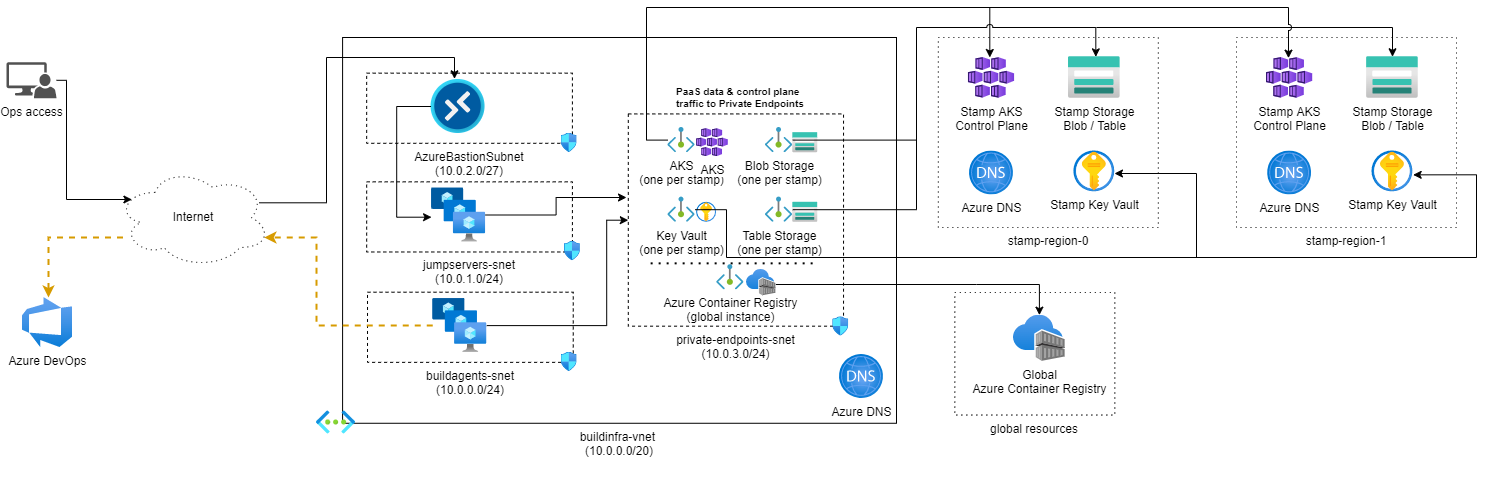 Ops access
Internet
Azure DevOps
AzureBastionSubnet
(10.0.2.0/27)
jumpservers-snet
(10.0.1.0/24)
buildagents-snet
(10.0.0.0/24)
PaaS data & control plane
traffic to Private Endpoints
AKS
AKS
(one per stamp)
Blob Storage
(one per stamp)
Key Vault
(one per stamp)
Table Storage
(one per stamp)
Azure Container Registry
(global instance)
private-endpoints-snet
(10.0.3.0/24)
DNS
Azure DNS
buildinfra-vnet
(10.0.0.0/20)
Stamp AKS
Control Plane
Stamp Storage
Blob / Table
DNS
Azure DNS
Stamp Key Vault
stamp-region-0
Stamp AKS
Control Plane
Stamp Storage
Blob / Table
DNS
Azure DNS
Stamp Key Vault
stamp-region-1
Global
Azure Container Registry
global resources